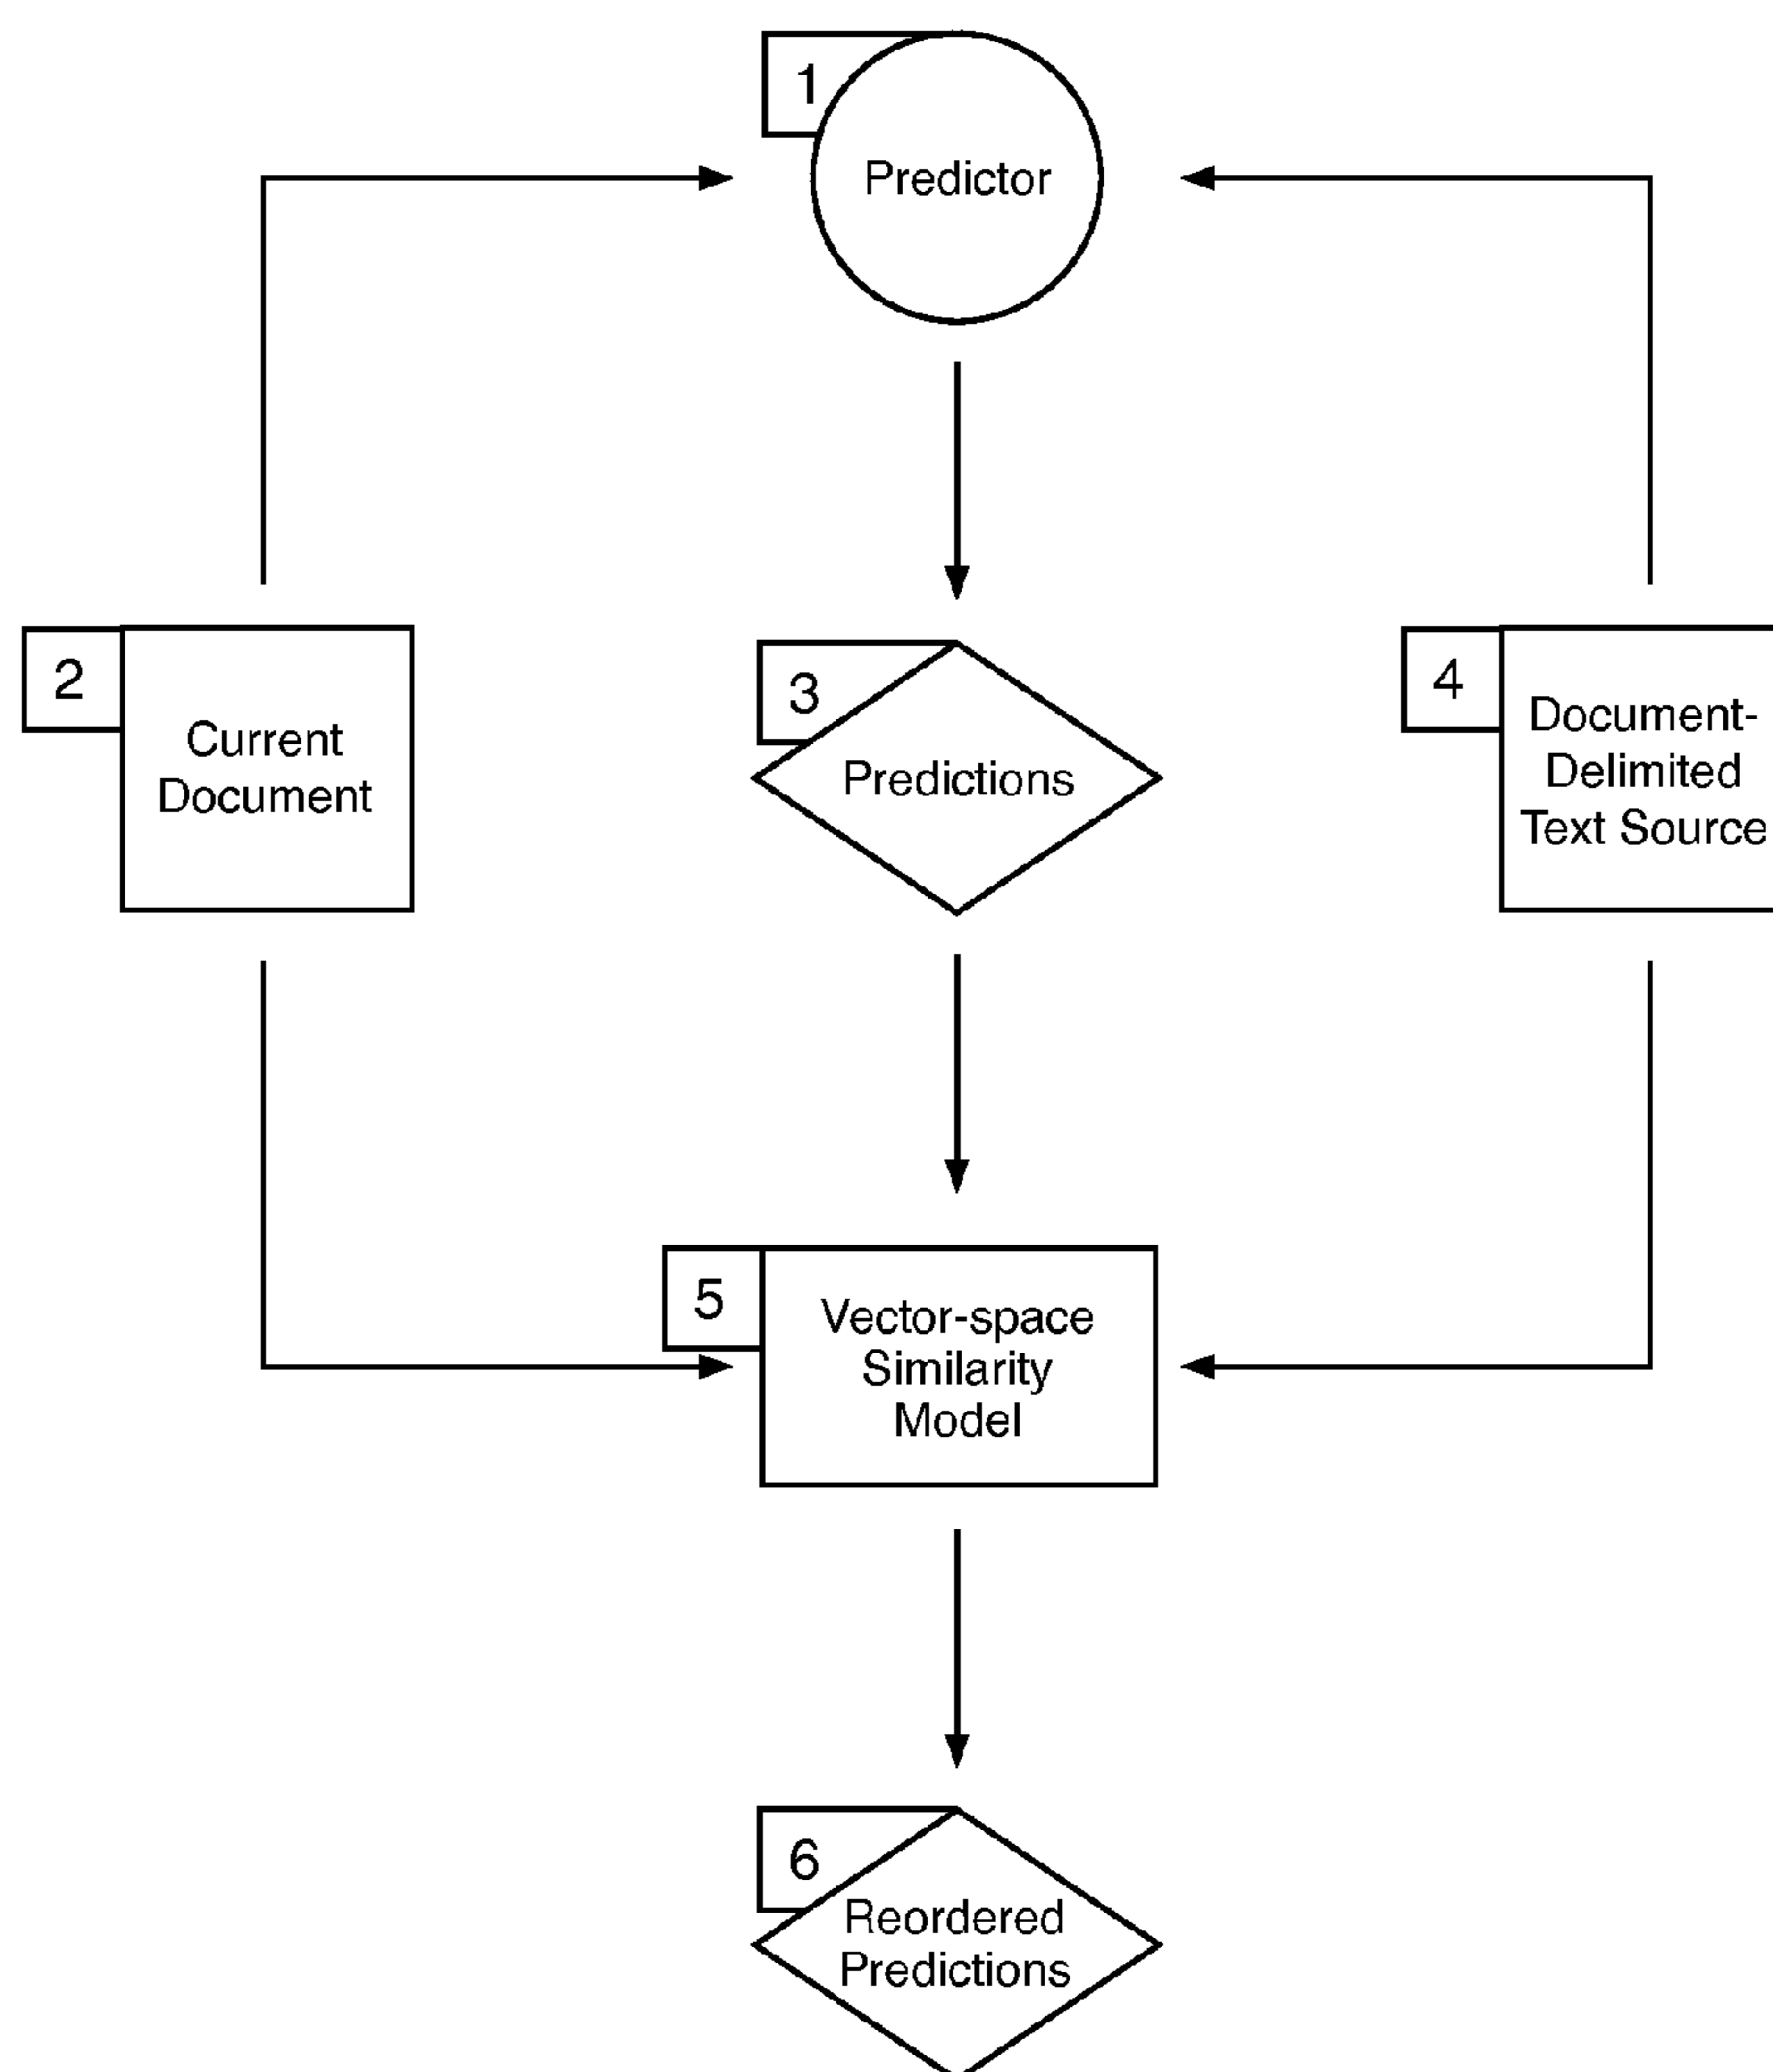 1
Predictor
2
Current
Document
3
Predictions
4
Document-
Delimited
Text Source
5
Vector-space
Similarity
Model
6
Reordered
Predictions